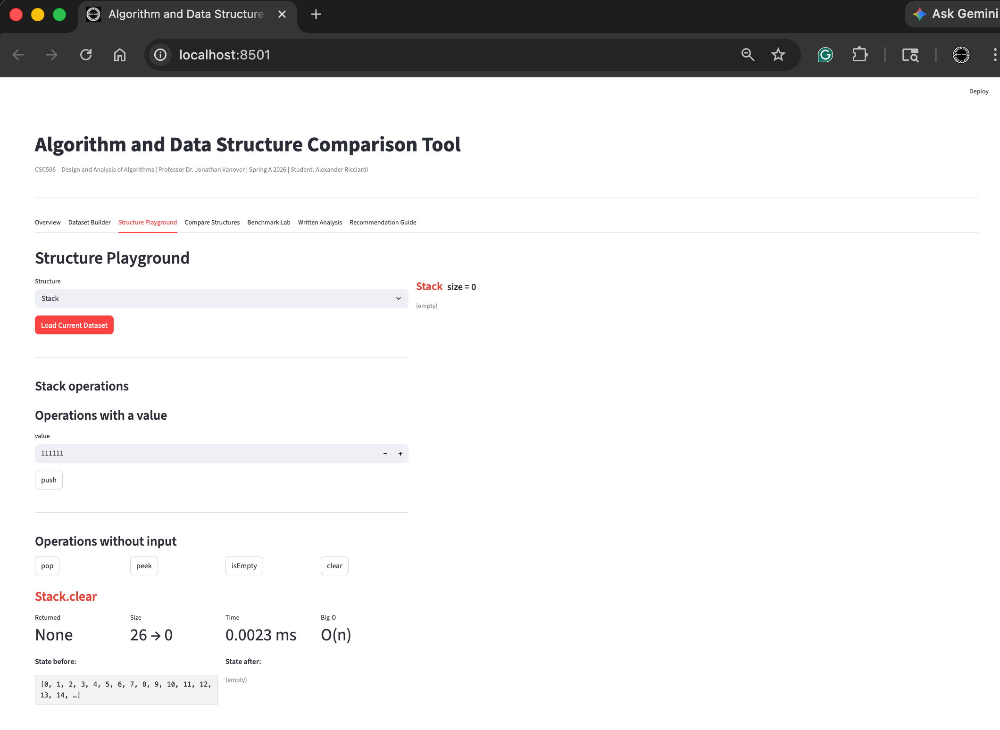 Algorithm and Data Structure
Ask Gemini
localhost:8501
Deploy
Algorithm and Data Structure Comparison Tool
CSC506 – Design and Analysis of Algorithms | Professor Dr. Jonathan Vanover | Spring A 2026 | Student: Alexander Ricciardi
Overview Dataset Builder Structure Playground Compare Structures Benchmark Lab Written Analysis Recommendation Guide
Structure Playground
Structure
Stack
Load Current Dataset
Stack size = 0
(empty)
Stack operations
Operations with a value
value
111111 − +
push
Operations without input
pop peek isEmpty clear
Stack.clear
Returned Size Time Big-O
None 26 → 0 0.0023 ms O(n)
State before: State after:
[0, 1, 2, 3, 4, 5, 6, 7, 8, 9, 10, 11, 12,
13, 14, …]
(empty)